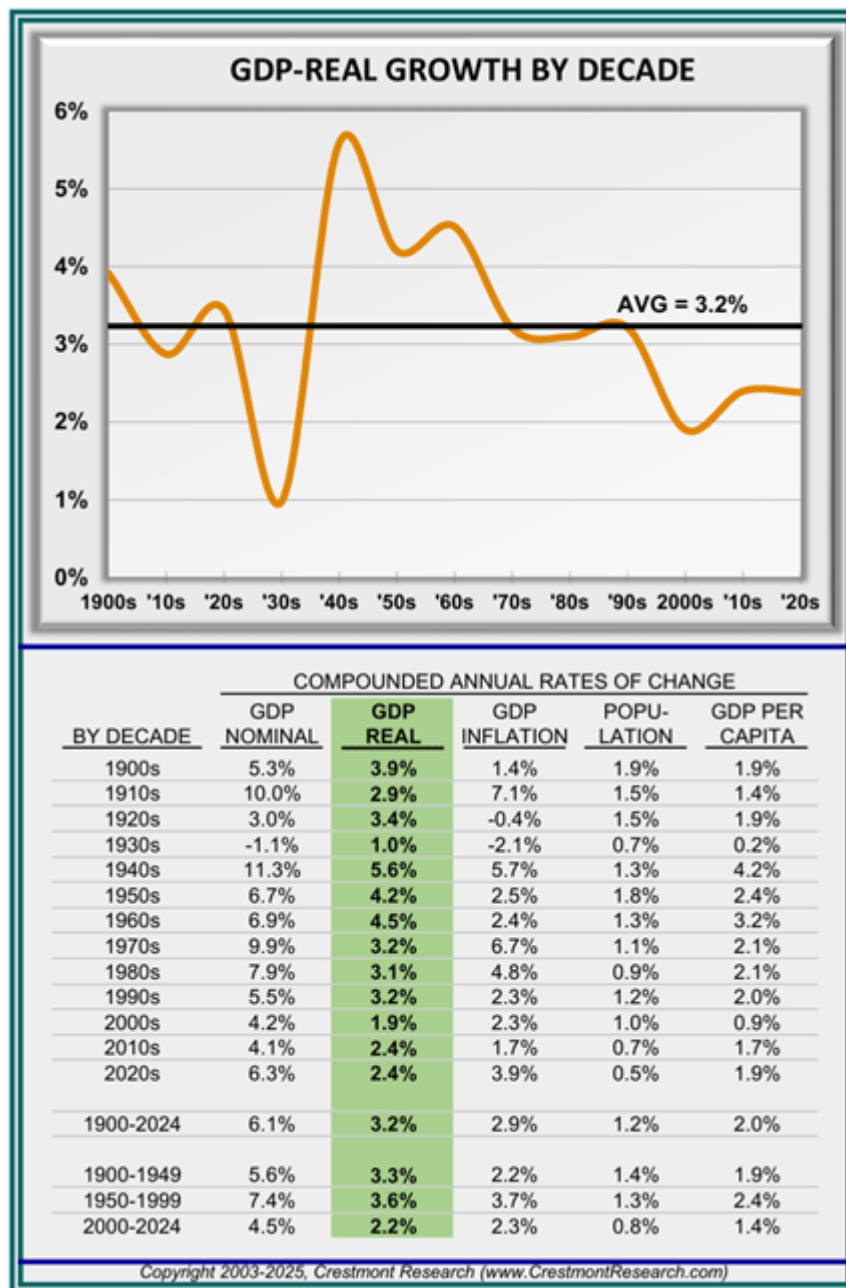 GDP-REAL GROWTH BY DECADE
6%
5%
4%
AVG = 3.2%
3%
2%
1%
0%
1900s '10s '20s '30s '40s '50s '60s '70s '80s '90s 2000s '10s '20s
COMPOUNDED ANNUAL RATES OF CHANGE
GDP GDP GDP POPU- GDP PER
BY DECADE NOMINAL REAL INFLATION LATION CAPITA
1900s 5.3% 3.9% 1.4% 1.9% 1.9%
1910s 10.0% 2.9% 7.1% 1.5% 1.4%
1920s 3.0% 3.4% -0.4% 1.5% 1.9%
1930s -1.1% 1.0% -2.1% 0.7% 0.2%
1940s 11.3% 5.6% 5.7% 1.3% 4.2%
1950s 6.7% 4.2% 2.5% 1.8% 2.4%
1960s 6.9% 4.5% 2.4% 1.3% 3.2%
1970s 9.9% 3.2% 6.7% 1.1% 2.1%
1980s 7.9% 3.1% 4.8% 0.9% 2.1%
1990s 5.5% 3.2% 2.3% 1.2% 2.0%
2000s 4.2% 1.9% 2.3% 1.0% 0.9%
2010s 4.1% 2.4% 1.7% 0.7% 1.7%
2020s 6.3% 2.4% 3.9% 0.5% 1.9%
1900-2024 6.1% 3.2% 2.9% 1.2% 2.0%
1900-1949 5.6% 3.3% 2.2% 1.4% 1.9%
1950-1999 7.4% 3.6% 3.7% 1.3% 2.4%
2000-2024 4.5% 2.2% 2.3% 0.8% 1.4%
Copyright 2003-2025, Crestmont Research (www.CrestmontResearch.com)